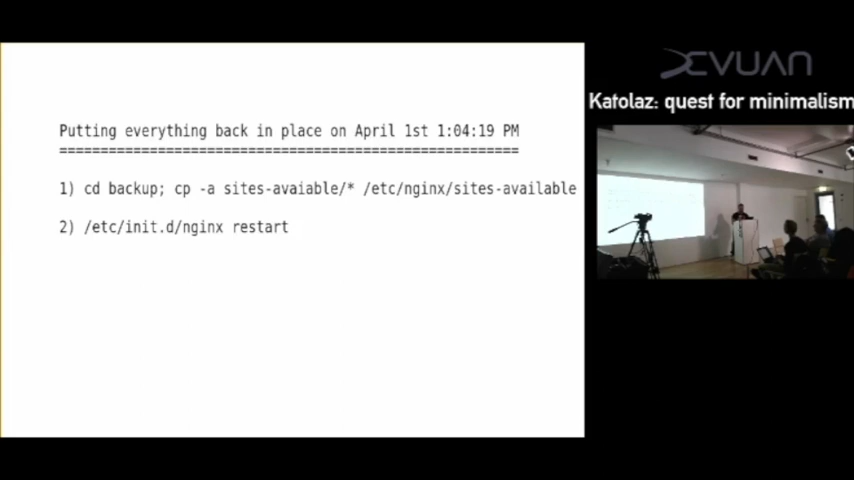 Putting everything back in place on April 1st 1:04:19 PM
========================================================
1) cd backup; cp -a sites-avaiable/* /etc/nginx/sites-available
2) /etc/init.d/nginx restart
DEVUAN
Katolaz: quest for minimalism